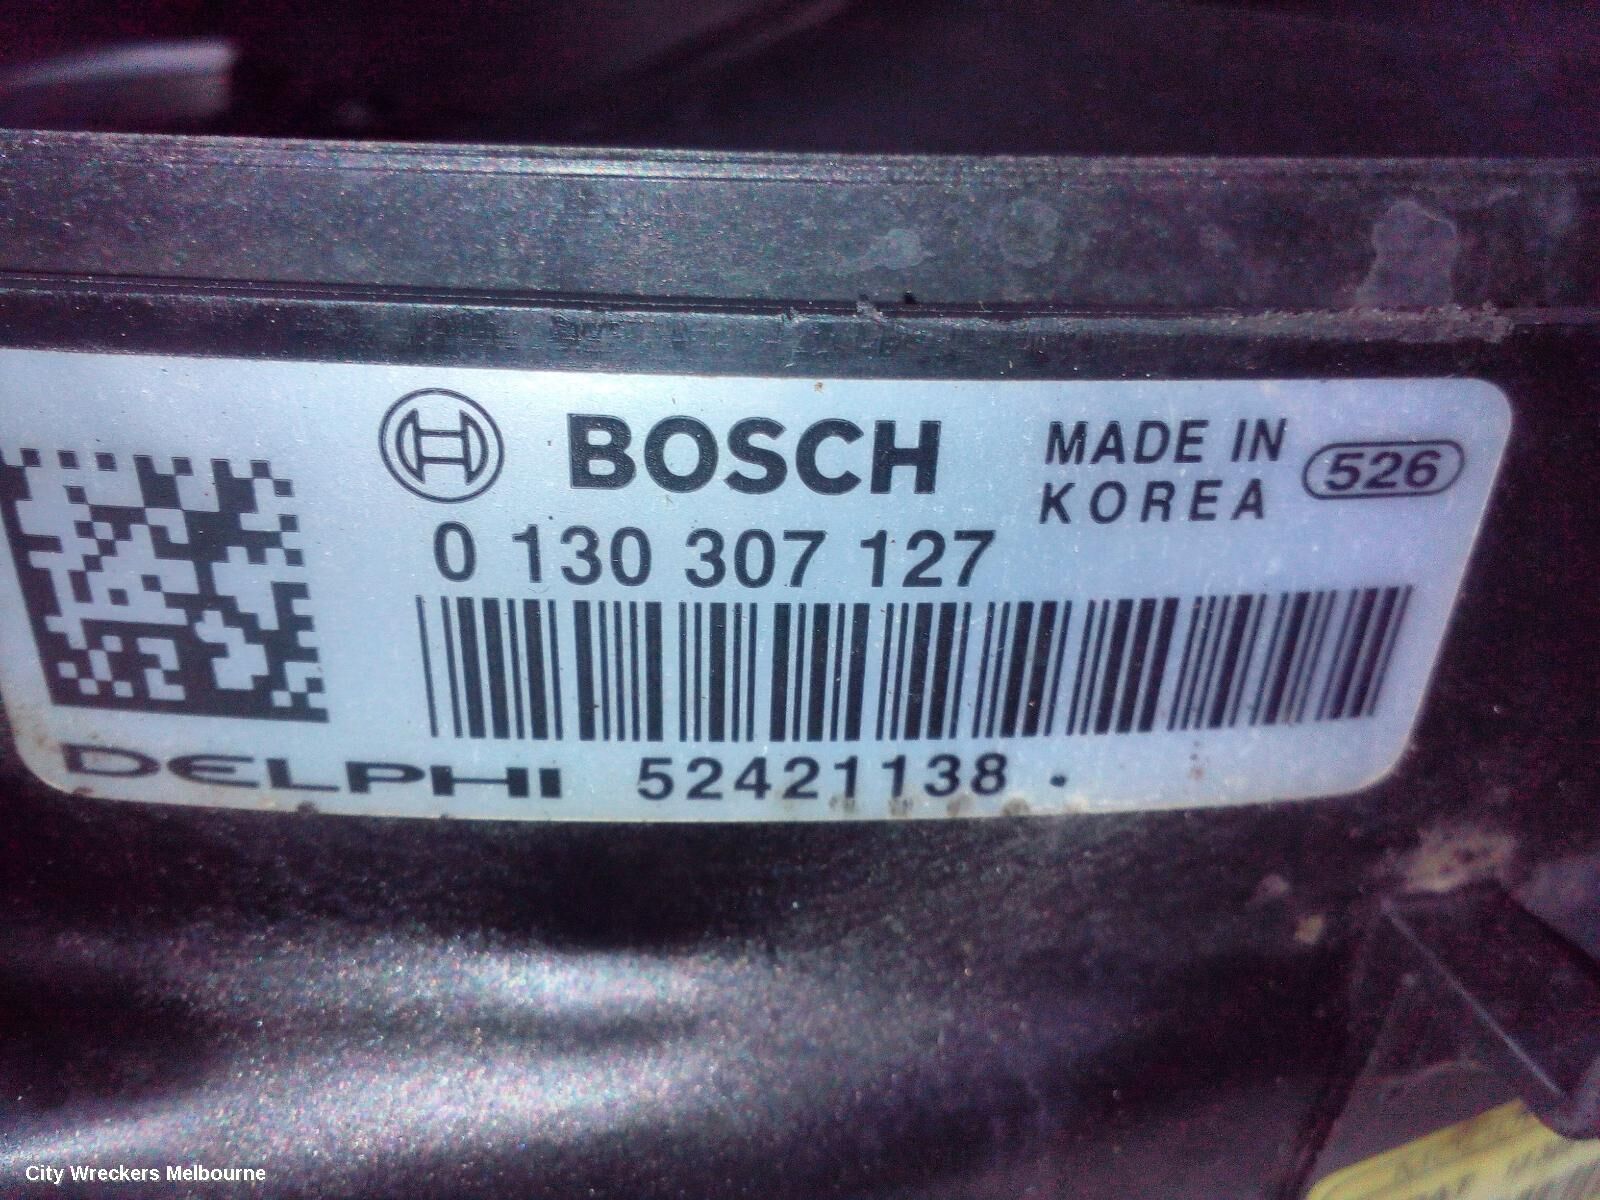 BOSCH
MADE IN
KOREA
526
0 130 307 127
DELPHI 52421138 .
City Wreckers Melbourne